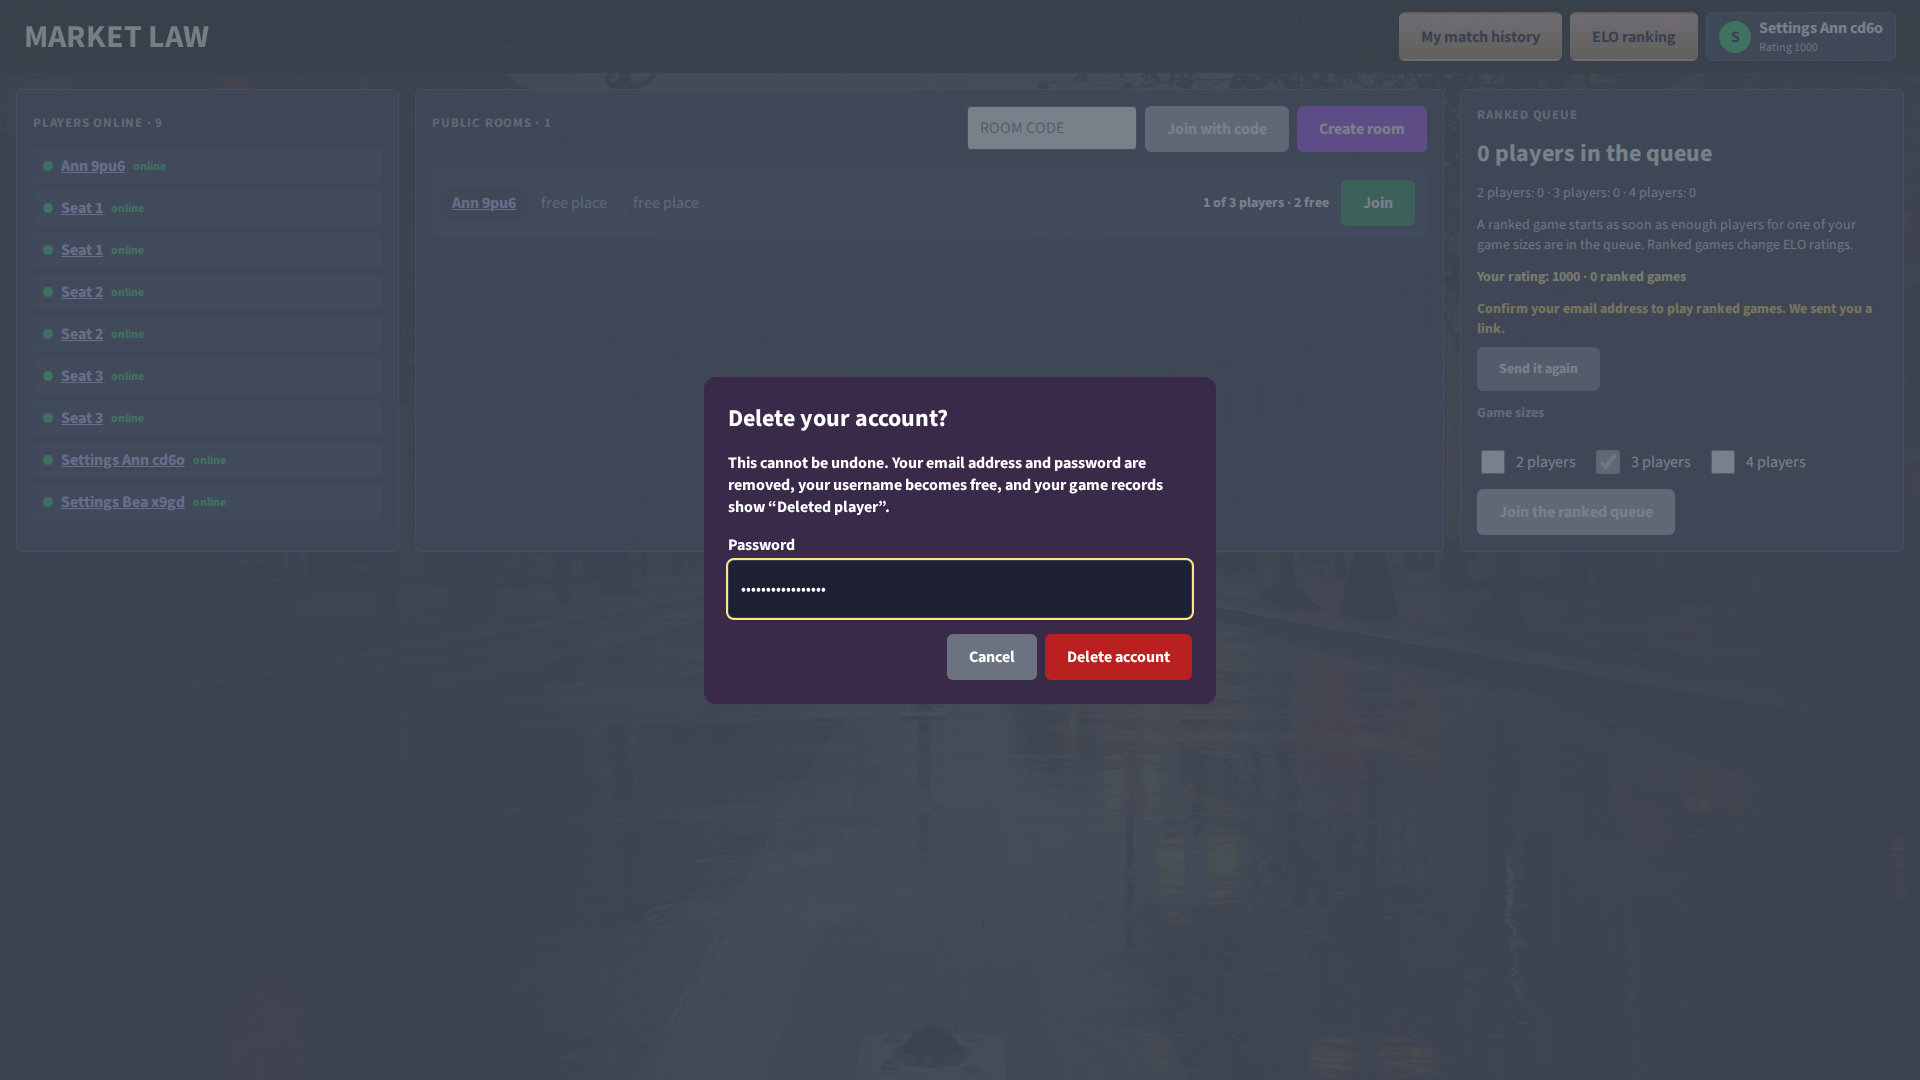 MARKET LAW
My match history
ELO ranking
S
Settings Ann cd6o
Rating 1000
PLAYERS ONLINE · 9
Ann 9pu6 online
Seat 1 online
Seat 1 online
Seat 2 online
Seat 2 online
Seat 3 online
Seat 3 online
Settings Ann cd6o online
Settings Bea x9gd online
PUBLIC ROOMS · 1
ROOM CODE
Join with code
Create room
Ann 9pu6 free place free place
1 of 3 players · 2 free
Join
RANKED QUEUE
0 players in the queue
2 players: 0 · 3 players: 0 · 4 players: 0
A ranked game starts as soon as enough players for one of your
game sizes are in the queue. Ranked games change ELO ratings.
Your rating: 1000 · 0 ranked games
Confirm your email address to play ranked games. We sent you a
link.
Send it again
Game sizes
2 players 3 players 4 players
Join the ranked queue
Delete your account?
This cannot be undone. Your email address and password are
removed, your username becomes free, and your game records
show “Deleted player”.
Password
•••••••••••••••••
Cancel
Delete account